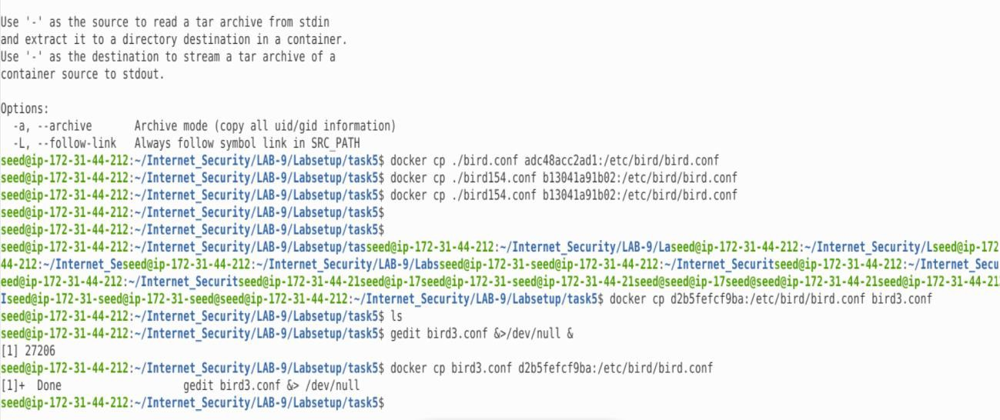 Use '-' as the source to read a tar archive from stdin
and extract it to a directory destination in a container.
Use '-' as the destination to stream a tar archive of a
container source to stdout.
Options:
-a, --archive Archive mode (copy all uid/gid information)
-L, --follow-link Always follow symbol link in SRC_PATH
seed@ip-172-31-44-212:~/Internet_Security/LAB-9/Labsetup/task5$ docker cp ./bird.conf adc48acc2ad1:/etc/bird/bird.conf
seed@ip-172-31-44-212:~/Internet_Security/LAB-9/Labsetup/task5$ docker cp ./bird154.conf b13041a91b02:/etc/bird/bird.conf
seed@ip-172-31-44-212:~/Internet_Security/LAB-9/Labsetup/task5$ docker cp ./bird154.conf b13041a91b02:/etc/bird/bird.conf
seed@ip-172-31-44-212:~/Internet_Security/LAB-9/Labsetup/task5$
seed@ip-172-31-44-212:~/Internet_Security/LAB-9/Labsetup/task5$
seed@ip-172-31-44-212:~/Internet_Security/LAB-9/Labsetup/tasseed@ip-172-31-44-212:~/Internet_Security/LAB-9/Laseed@ip-172-31-44-212:~/Internet_Security/Lseed@ip-172
44-212:~/Internet_Seseed@ip-172-31-44-212:~/Internet_Security/LAB-9/Labsseed@ip-172-31-seed@ip-172-31-44-212:~/Internet_Securitseed@ip-172-31-44-212:~/Internet_Secu
eed@ip-172-31-44-212:~/Internet_Securitseed@ip-172-31-44-21seed@ip-17seed@ip-172-31-seed@ip-172-31-44-21seed@seed@ip-17seed@seed@ip-172-31-44-21seed@ip-172-31-44-21
Iseed@ip-172-31-seed@ip-172-31-seed@seed@ip-172-31-44-212:~/Internet_Security/LAB-9/Labsetup/task5$ docker cp d2b5fefcf9ba:/etc/bird/bird.conf bird3.conf
seed@ip-172-31-44-212:~/Internet_Security/LAB-9/Labsetup/task5$ ls
seed@ip-172-31-44-212:~/Internet_Security/LAB-9/Labsetup/task5$ gedit bird3.conf &>/dev/null &
[1] 27206
seed@ip-172-31-44-212:~/Internet_Security/LAB-9/Labsetup/task5$ docker cp bird3.conf d2b5fefcf9ba:/etc/bird/bird.conf
[1]+ Done gedit bird3.conf &> /dev/null
seed@ip-172-31-44-212:~/Internet_Security/LAB-9/Labsetup/task5$